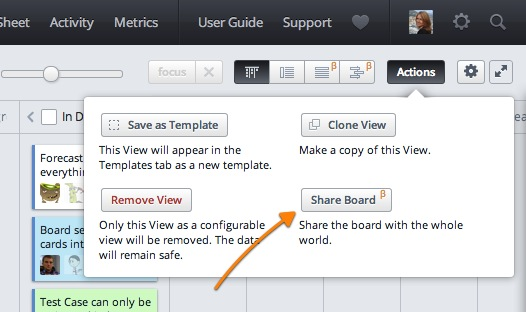 Sheet Activity Metrics User Guide Support
focus × β β Actions
In D
Save as Template Clone View
This View will appear in the Make a copy of this View.
Templates tab as a new template.
Remove View Share Board β
Only this View as a configurable Share the board with the whole
view will be removed. The data world.
will remain safe.
Forecast
everythin
Board se
cards into
Test Case can only be